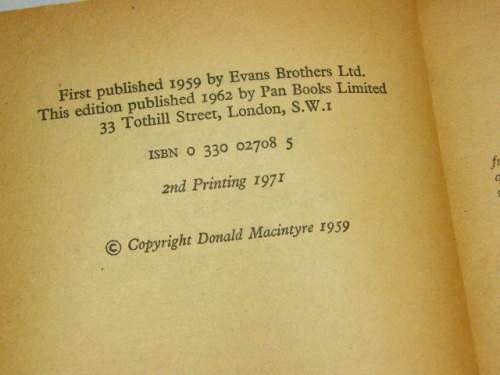 First published 1959 by Evans Brothers Ltd.
This edition published 1962 by Pan Books Limited
33 Tothill Street, London, S.W.1
ISBN 0 330 02708 5
2nd Printing 1971
© Copyright Donald Macintyre 1959